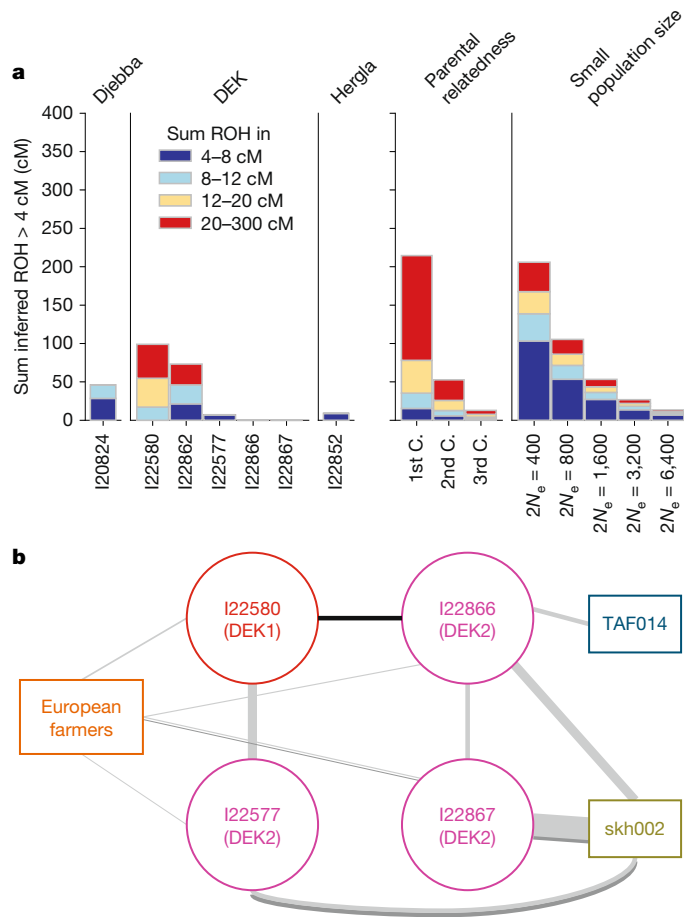 a
Djebba
DEK
Hergla
Parental
relatedness
Small
population size
Sum inferred ROH > 4 cM (cM)
400
350
300
250
200
150
100
50
0
Sum ROH in
4–8 cM
8–12 cM
12–20 cM
20–300 cM
I20824
I22580
I22862
I22577
I22866
I22867
I22852
1st C.
2nd C.
3rd C.
2Ne = 400
2Ne = 800
2Ne = 1,600
2Ne = 3,200
2Ne = 6,400
b
I22580
(DEK1)
I22866
(DEK2)
TAF014
European
farmers
I22577
(DEK2)
I22867
(DEK2)
skh002